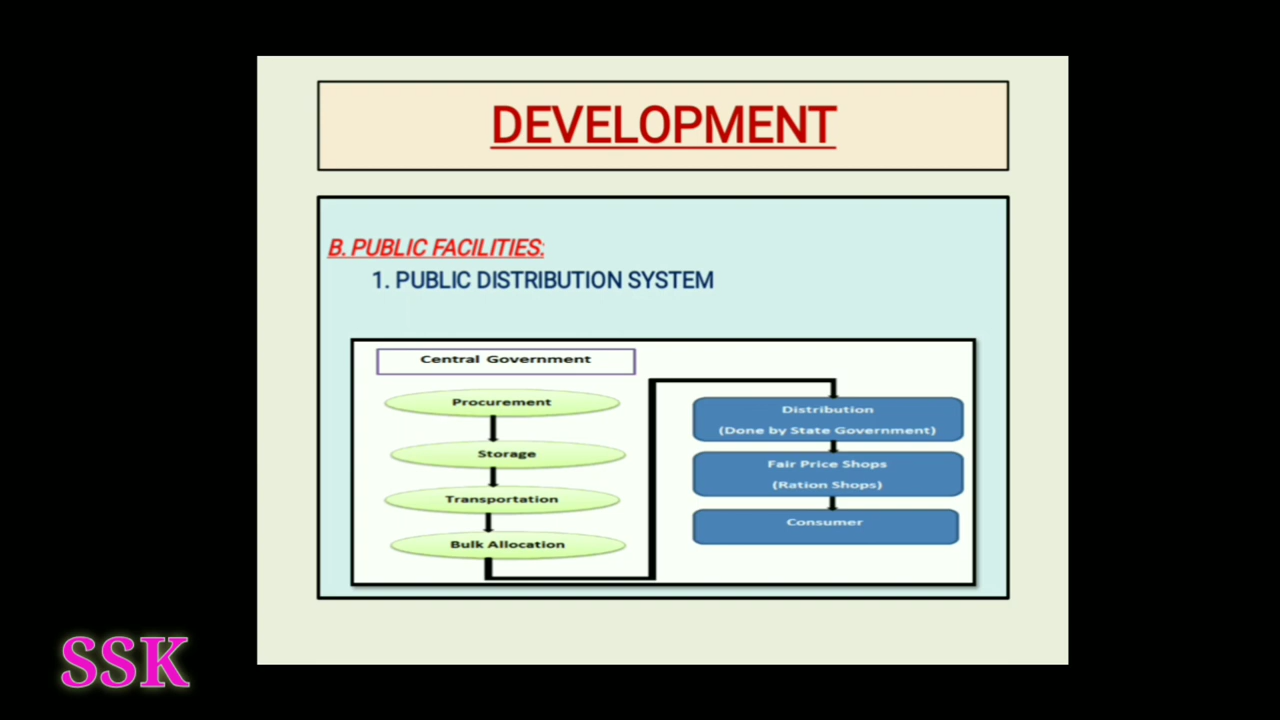 DEVELOPMENT
B. PUBLIC FACILITIES:
1. PUBLIC DISTRIBUTION SYSTEM
Central Government
Procurement
Storage
Transportation
Bulk Allocation
Distribution
(Done by State Government)
Fair Price Shops
(Ration Shops)
Consumer
SSK